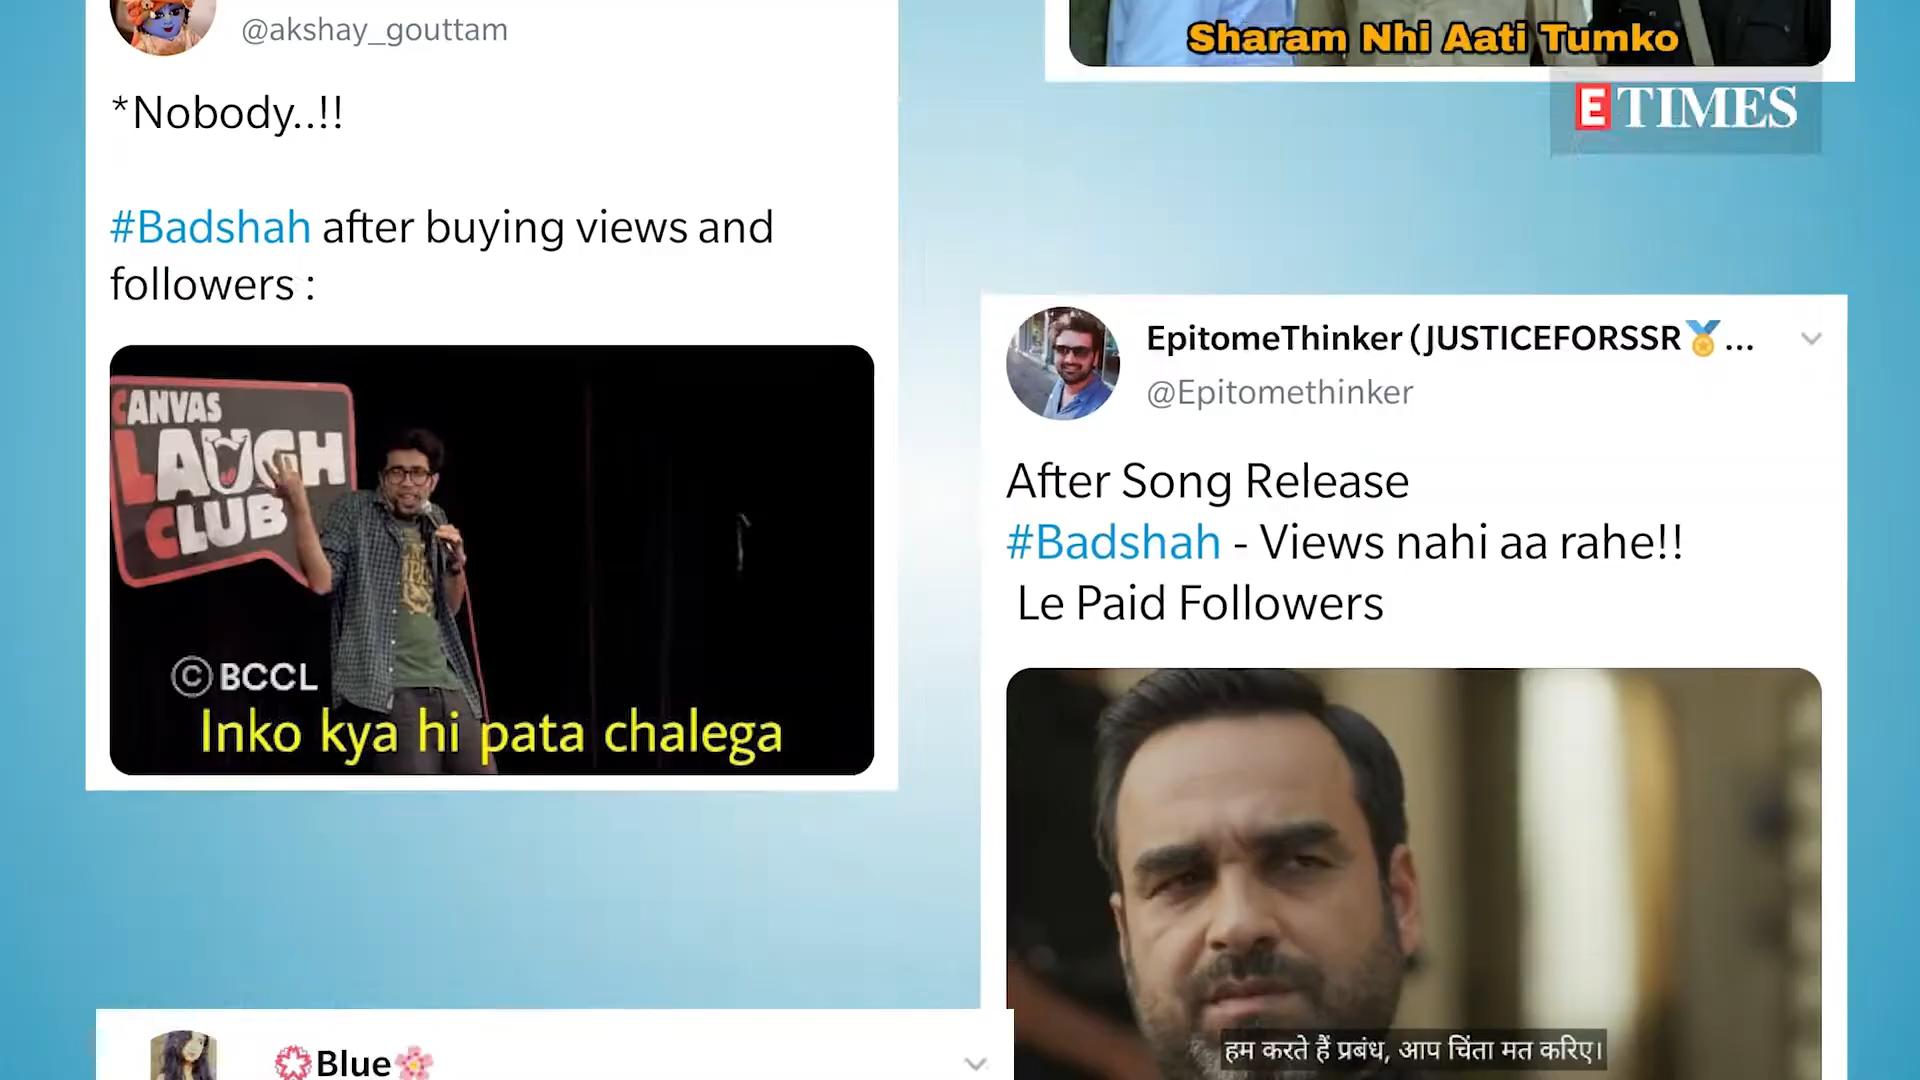 @akshay_gouttam
*Nobody..!!
#Badshah after buying views and
followers :
CANVAS
LAUGH
CLUB
©BCCL
Inko kya hi pata chalega
Sharam Nhi Aati Tumko
E TIMES
EpitomeThinker (JUSTICEFORSSR🏅...
@Epitomethinker
After Song Release
#Badshah - Views nahi aa rahe!!
Le Paid Followers
हम करते हैं प्रबंध, आप चिंता मत करिए।
🌸Blue🌸